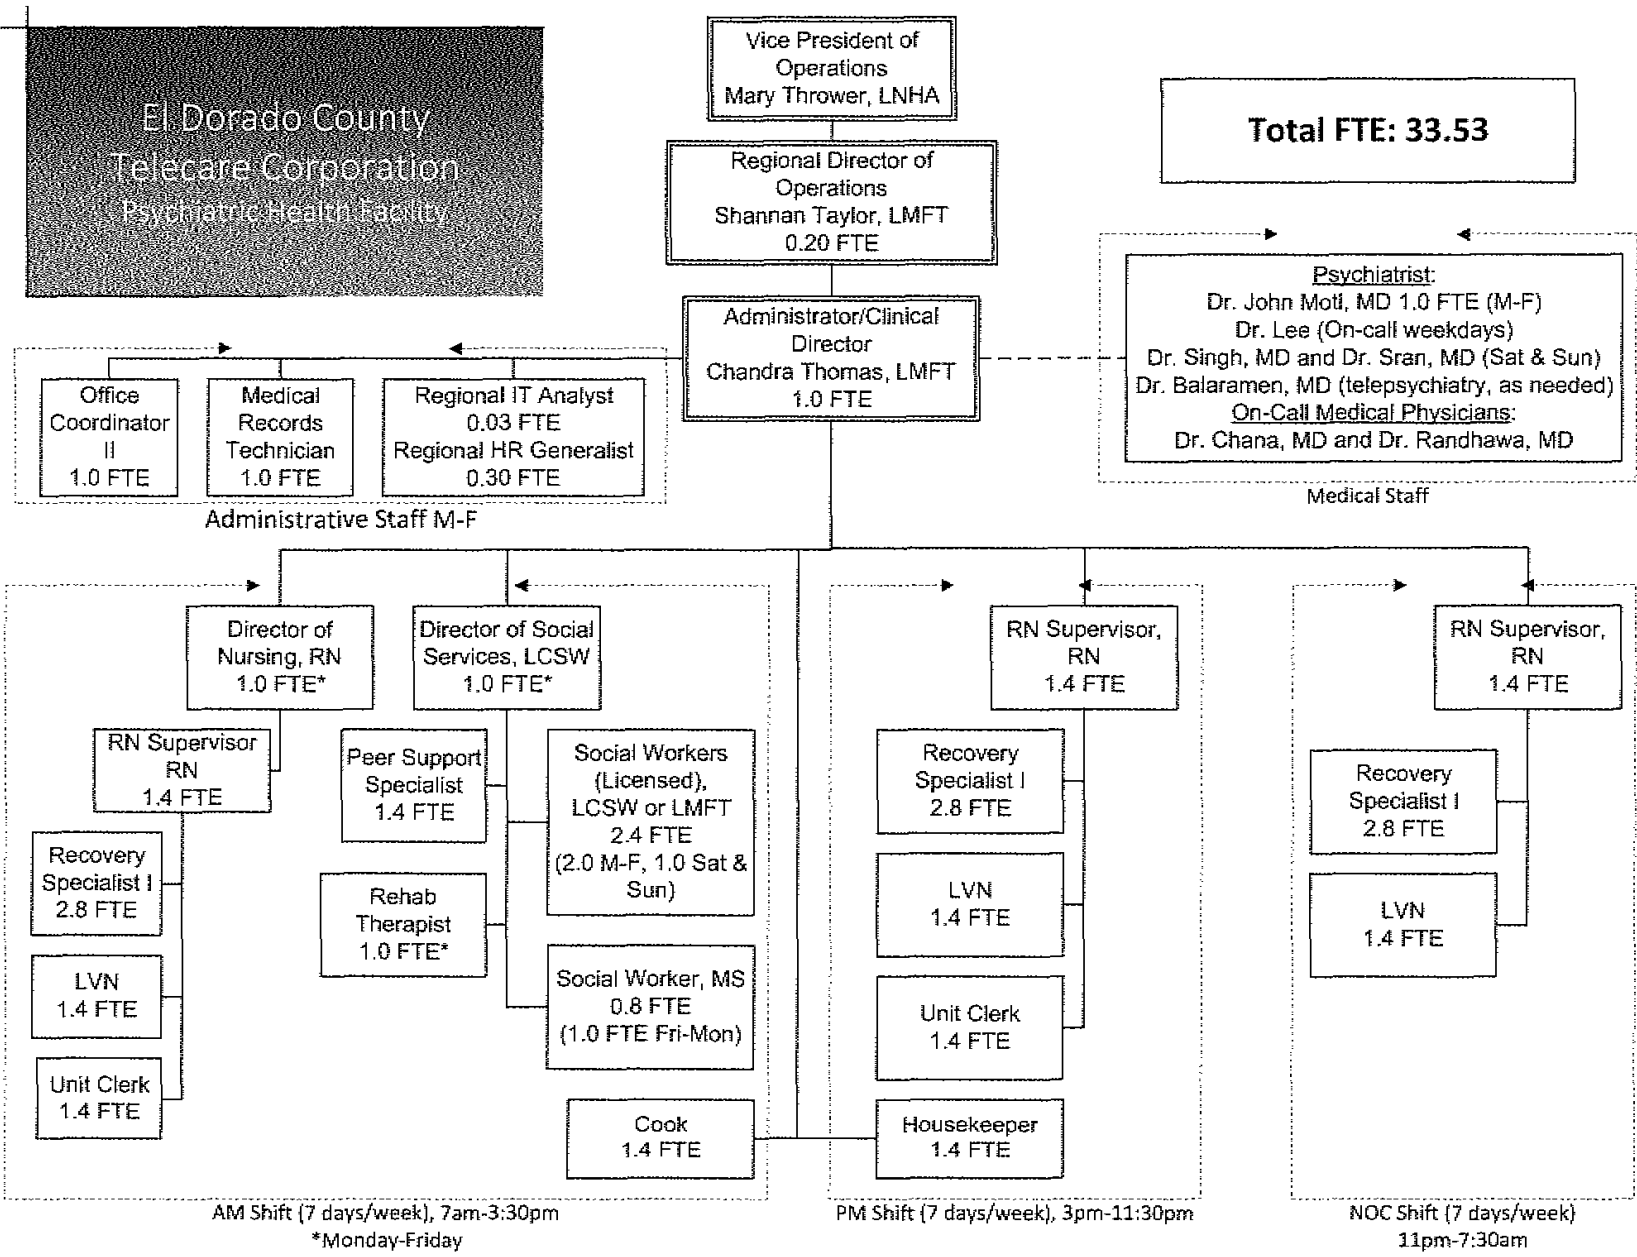 El Dorado County
Telecare Corporation
Psychiatric Health Facility
Vice President of
Operations
Mary Thrower, LNHA
Total FTE: 33.53
Regional Director of
Operations
Shannan Taylor, LMFT
0.20 FTE
Administrator/Clinical
Director
Chandra Thomas, LMFT
1.0 FTE
Psychiatrist:
Dr. John Motl, MD 1.0 FTE (M-F)
Dr. Lee (On-call weekdays)
Dr. Singh, MD and Dr. Sran, MD (Sat & Sun)
Dr. Balaramen, MD (telepsychiatry, as needed)
On-Call Medical Physicians:
Dr. Chana, MD and Dr. Randhawa, MD
Medical Staff
Office
Coordinator
II
1.0 FTE
Medical
Records
Technician
1.0 FTE
Regional IT Analyst
0.03 FTE
Regional HR Generalist
0.30 FTE
Administrative Staff M-F
Director of
Nursing, RN
1.0 FTE*
RN Supervisor
RN
1.4 FTE
Recovery
Specialist I
2.8 FTE
LVN
1.4 FTE
Unit Clerk
1.4 FTE
Director of Social
Services, LCSW
1.0 FTE*
Peer Support
Specialist
1.4 FTE
Rehab
Therapist
1.0 FTE*
Social Workers
(Licensed),
LCSW or LMFT
2.4 FTE
(2.0 M-F, 1.0 Sat &
Sun)
Social Worker, MS
0.8 FTE
(1.0 FTE Fri-Mon)
Cook
1.4 FTE
AM Shift (7 days/week), 7am-3:30pm
*Monday-Friday
RN Supervisor,
RN
1.4 FTE
Recovery
Specialist I
2.8 FTE
LVN
1.4 FTE
Unit Clerk
1.4 FTE
Housekeeper
1.4 FTE
PM Shift (7 days/week), 3pm-11:30pm
RN Supervisor,
RN
1.4 FTE
Recovery
Specialist I
2.8 FTE
LVN
1.4 FTE
NOC Shift (7 days/week)
11pm-7:30am